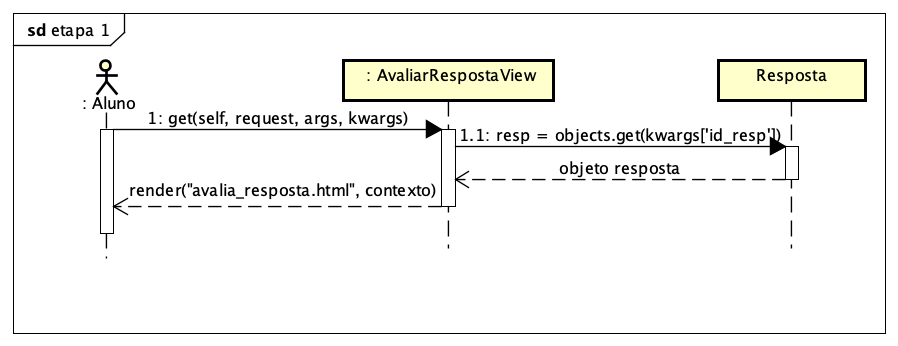 sd etapa 1
: Aluno
: AvaliarRespostaView
Resposta
1: get(self, request, args, kwargs)
1.1: resp = objects.get(kwargs['id_resp'])
objeto resposta
render("avalia_resposta.html", contexto)